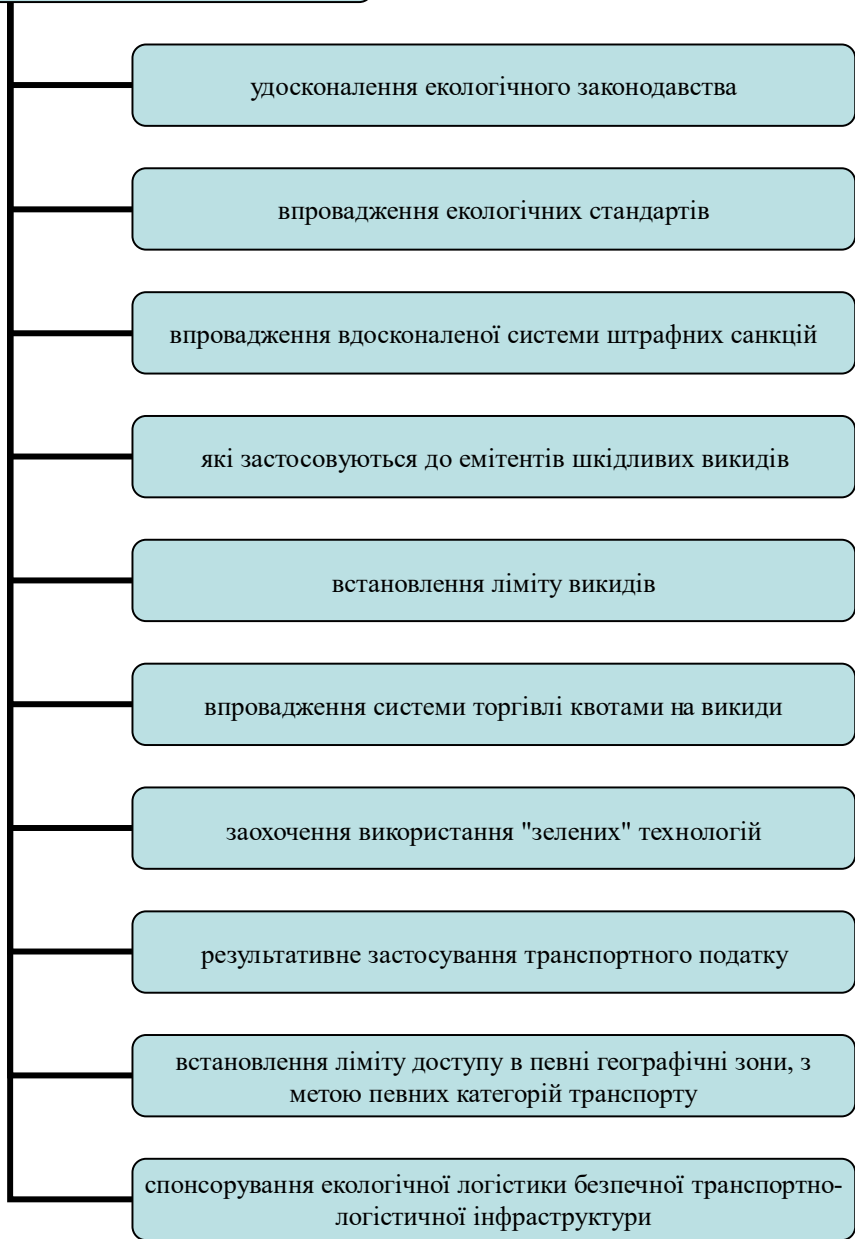 удосконалення екологічного законодавства
впровадження екологічних стандартів
впровадження вдосконаленої системи штрафних санкцій
які застосовуються до емітентів шкідливих викидів
встановлення ліміту викидів
впровадження системи торгівлі квотами на викиди
заохочення використання "зелених" технологій
результативне застосування транспортного податку
встановлення ліміту доступу в певні географічні зони, з
метою певних категорій транспорту
спонсорування екологічної логістики безпечної транспортно-
логістичної інфраструктури